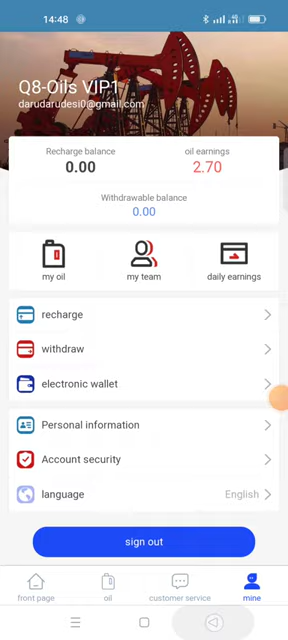 14:48
Q8-Oils VIP1
darudarudesi0@gmail.com
Recharge balance
0.00
oil earnings
2.70
Withdrawable balance
0.00
my oil
my team
daily earnings
recharge
withdraw
electronic wallet
Personal information
Account security
language English
sign out
front page
oil
customer service
mine